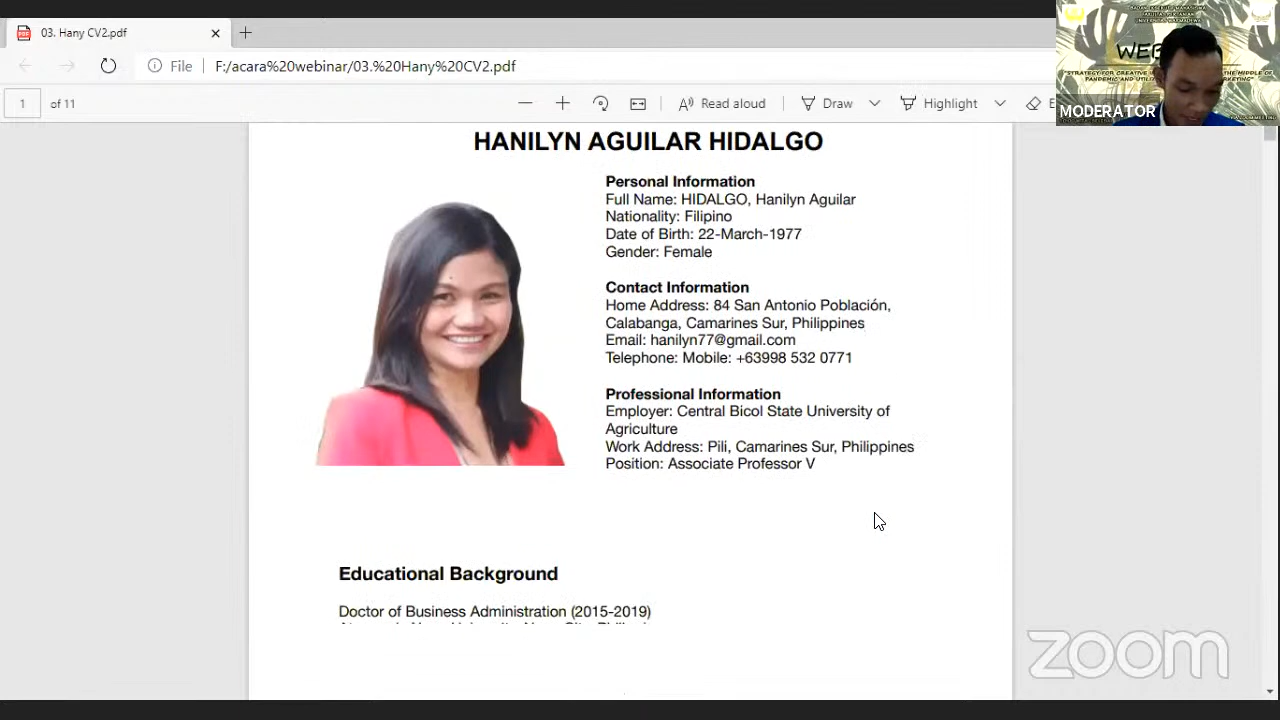 03. Hany CV2.pdf
File F:/acara%20webinar/03.%20Hany%20CV2.pdf
1 of 11
Read aloud
Draw
Highlight
MODERATOR
HANILYN AGUILAR HIDALGO
Personal Information
Full Name: HIDALGO, Hanilyn Aguilar
Nationality: Filipino
Date of Birth: 22-March-1977
Gender: Female
Contact Information
Home Address: 84 San Antonio Población,
Calabanga, Camarines Sur, Philippines
Email: hanilyn77@gmail.com
Telephone: Mobile: +63998 532 0771
Professional Information
Employer: Central Bicol State University of
Agriculture
Work Address: Pili, Camarines Sur, Philippines
Position: Associate Professor V
Educational Background
Doctor of Business Administration (2015-2019)
zoom